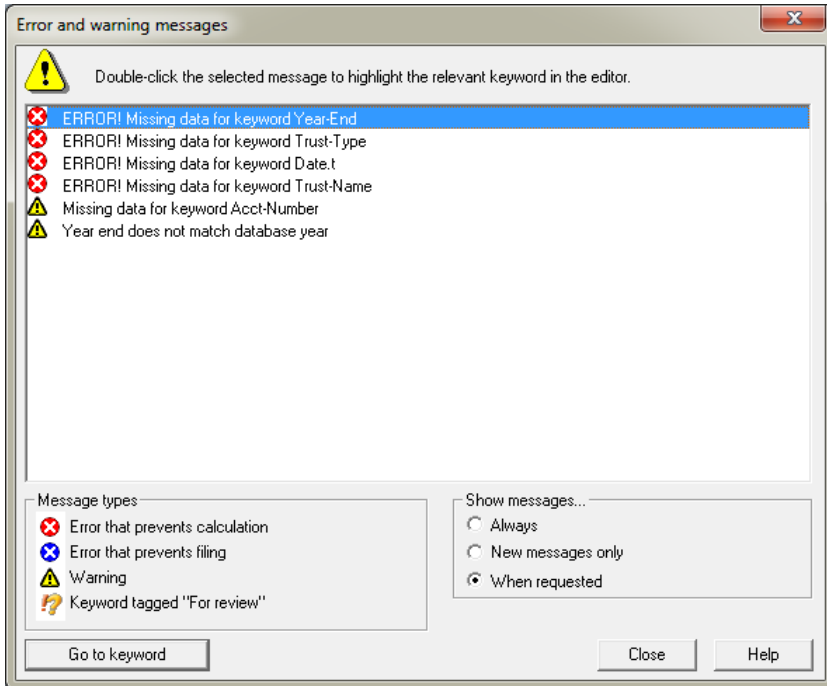 Error and warning messages
Double-click the selected message to highlight the relevant keyword in the editor.
ERROR! Missing data for keyword Year-End
ERROR! Missing data for keyword Trust-Type
ERROR! Missing data for keyword Date.t
ERROR! Missing data for keyword Trust-Name
Missing data for keyword Acct-Number
Year end does not match database year
Message types
Error that prevents calculation
Error that prevents filing
Warning
Keyword tagged "For review"
Show messages...
Always
New messages only
When requested
Go to keyword
Close
Help